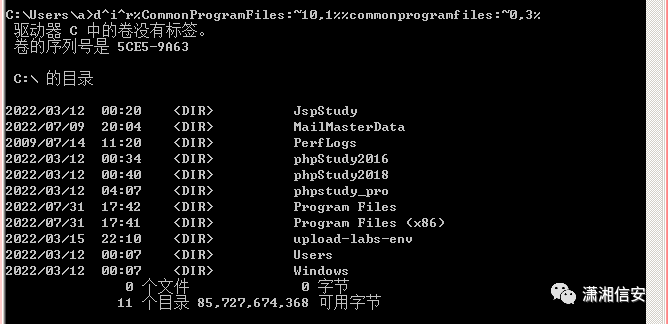 C:\Users\a>d^i^r%CommonProgramFiles:~10,1%%commonprogramfiles:~0,3%
驱动器 C 中的卷没有标签。
卷的序列号是 5CE5-9A63
C:\ 的目录
2022/03/12 00:20 <DIR> JspStudy
2022/07/09 20:04 <DIR> MailMasterData
2009/07/14 11:20 <DIR> PerfLogs
2022/03/12 00:34 <DIR> phpStudy2016
2022/03/12 00:40 <DIR> phpStudy2018
2022/03/12 04:07 <DIR> phpstudy_pro
2022/07/31 17:42 <DIR> Program Files
2022/07/31 17:41 <DIR> Program Files (x86)
2022/03/15 22:10 <DIR> upload-labs-env
2022/03/12 00:07 <DIR> Users
2022/03/12 00:07 <DIR> Windows
0 个文件 0 字节
11 个目录 85,727,674,368 可用字节
潇湘信安